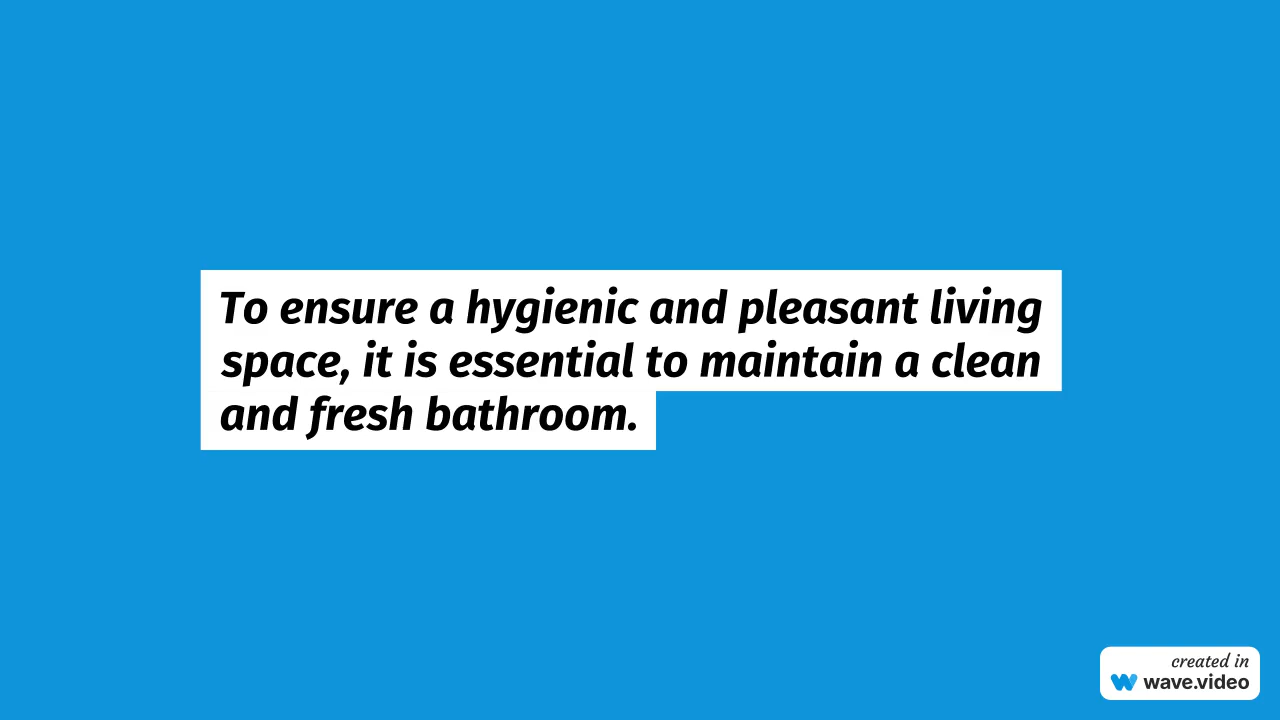 To ensure a hygienic and pleasant living
space, it is essential to maintain a clean
and fresh bathroom.
created in
wave.video